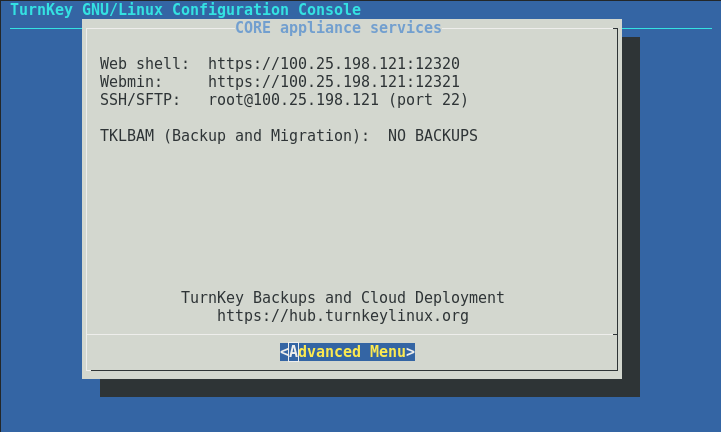 TurnKey GNU/Linux Configuration Console
CORE appliance services
Web shell:  https://100.25.198.121:12320
Webmin:     https://100.25.198.121:12321
SSH/SFTP:   root@100.25.198.121 (port 22)
TKLBAM (Backup and Migration):  NO BACKUPS
TurnKey Backups and Cloud Deployment
https://hub.turnkeylinux.org
<Advanced Menu>